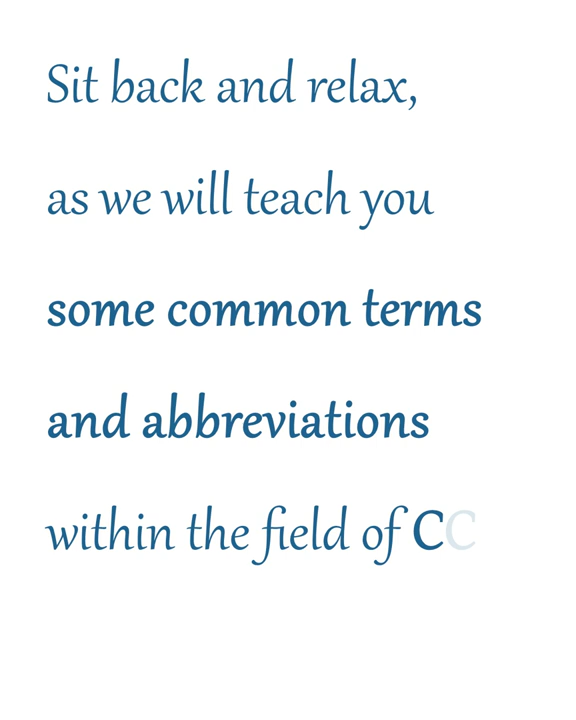 Sit back and relax,
as we will teach you
some common terms
and abbreviations
within the field of CC